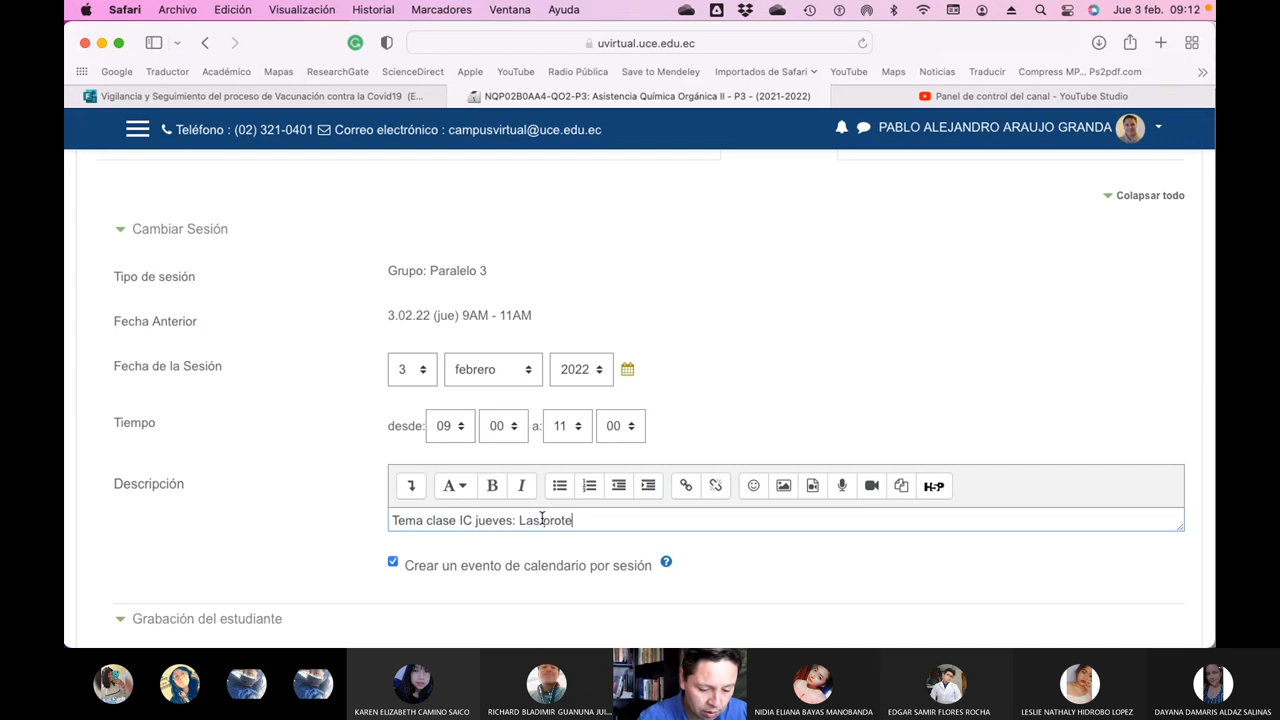 Safari Archivo Edición Visualización Historial Marcadores Ventana Ayuda Jue 3 feb. 09:12
uvirtual.uce.edu.ec
Google Traductor Académico Mapas ResearchGate ScienceDirect Apple YouTube Radio Pública Save to Mendeley Importados de Safari YouTube Maps Noticias Traducir Compress MP... Ps2pdf.com
Vigilancia y Seguimiento del proceso de Vacunación contra la Covid19 (E... NQP02B0AA4-QO2-P3: Asistencia Química Orgánica II - P3 - (2021-2022) Panel de control del canal - YouTube Studio
Teléfono : (02) 321-0401 Correo electrónico : campusvirtual@uce.edu.ec PABLO ALEJANDRO ARAUJO GRANDA
Colapsar todo
Cambiar Sesión
Tipo de sesión Grupo: Paralelo 3
Fecha Anterior 3.02.22 (jue) 9AM - 11AM
Fecha de la Sesión 3 febrero 2022
Tiempo desde: 09 00 a: 11 00
Descripción A B I H-P
Tema clase IC jueves: Las prote
Crear un evento de calendario por sesión ?
Grabación del estudiante
KAREN ELIZABETH CAMINO SAICO RICHARD BLADIMIR GUANUNA JUI... NIDIA ELIANA BAYAS MANOBANDA EDGAR SAMIR FLORES ROCHA LESLIE NATHALY HIDROBO LOPEZ DAYANA DAMARIS ALDAZ SALINAS